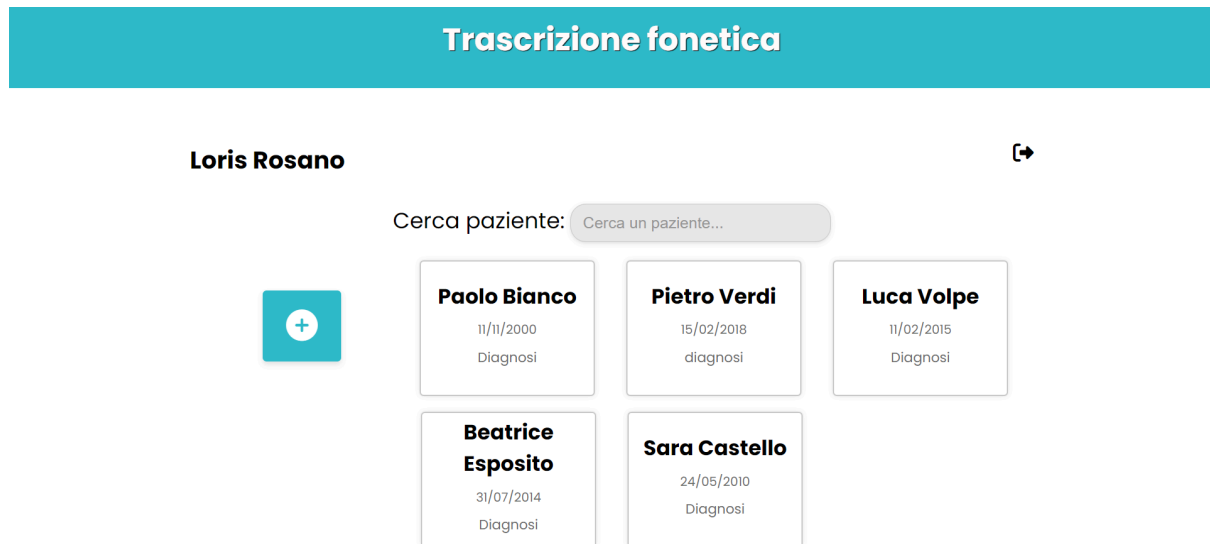 Trascrizione fonetica
Loris Rosano
Cerca paziente: Cerca un paziente...
Paolo Bianco
11/11/2000
Diagnosi
Pietro Verdi
15/02/2018
diagnosi
Luca Volpe
11/02/2015
Diagnosi
Beatrice
Esposito
31/07/2014
Diagnosi
Sara Castello
24/05/2010
Diagnosi